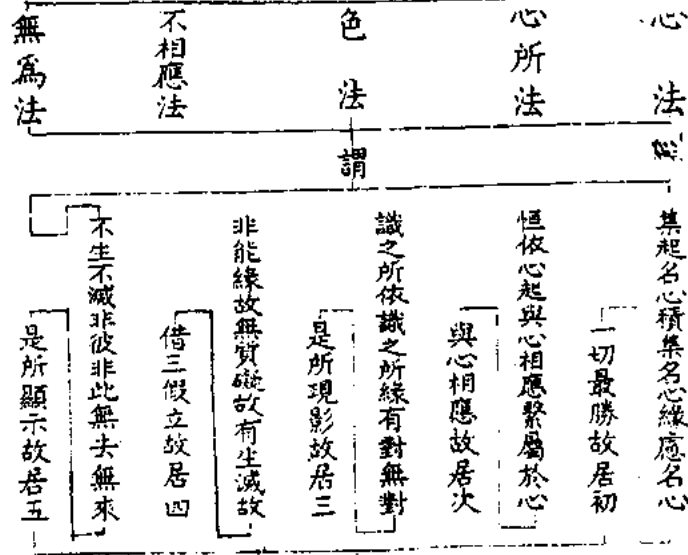 心法
心所法
色法
不相應法
無爲法
謂
集起名心積集名心緣慮名心
一切最勝故居初
恒依心起與心相應繫屬於心
與心相應故居次
識之所依識之所緣有對無對
是所現影故居三
非能緣故無質礙故有生滅故
借三假立故居四
不生不滅非彼非此無去無來
是所顯示故居五